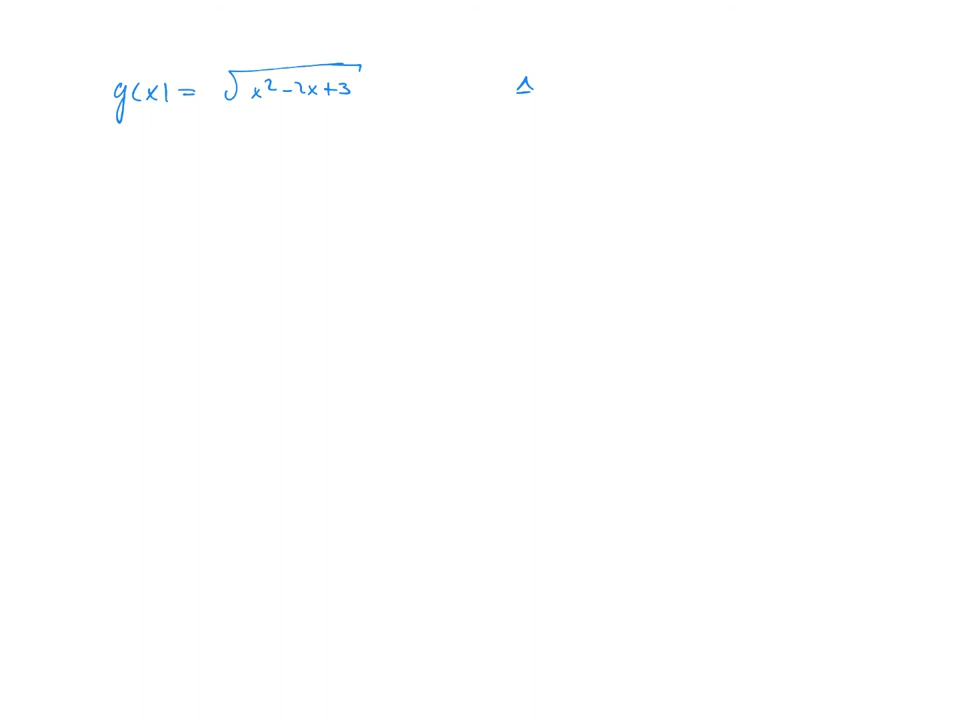 g(x) = √(x² - 2x + 3) Δ